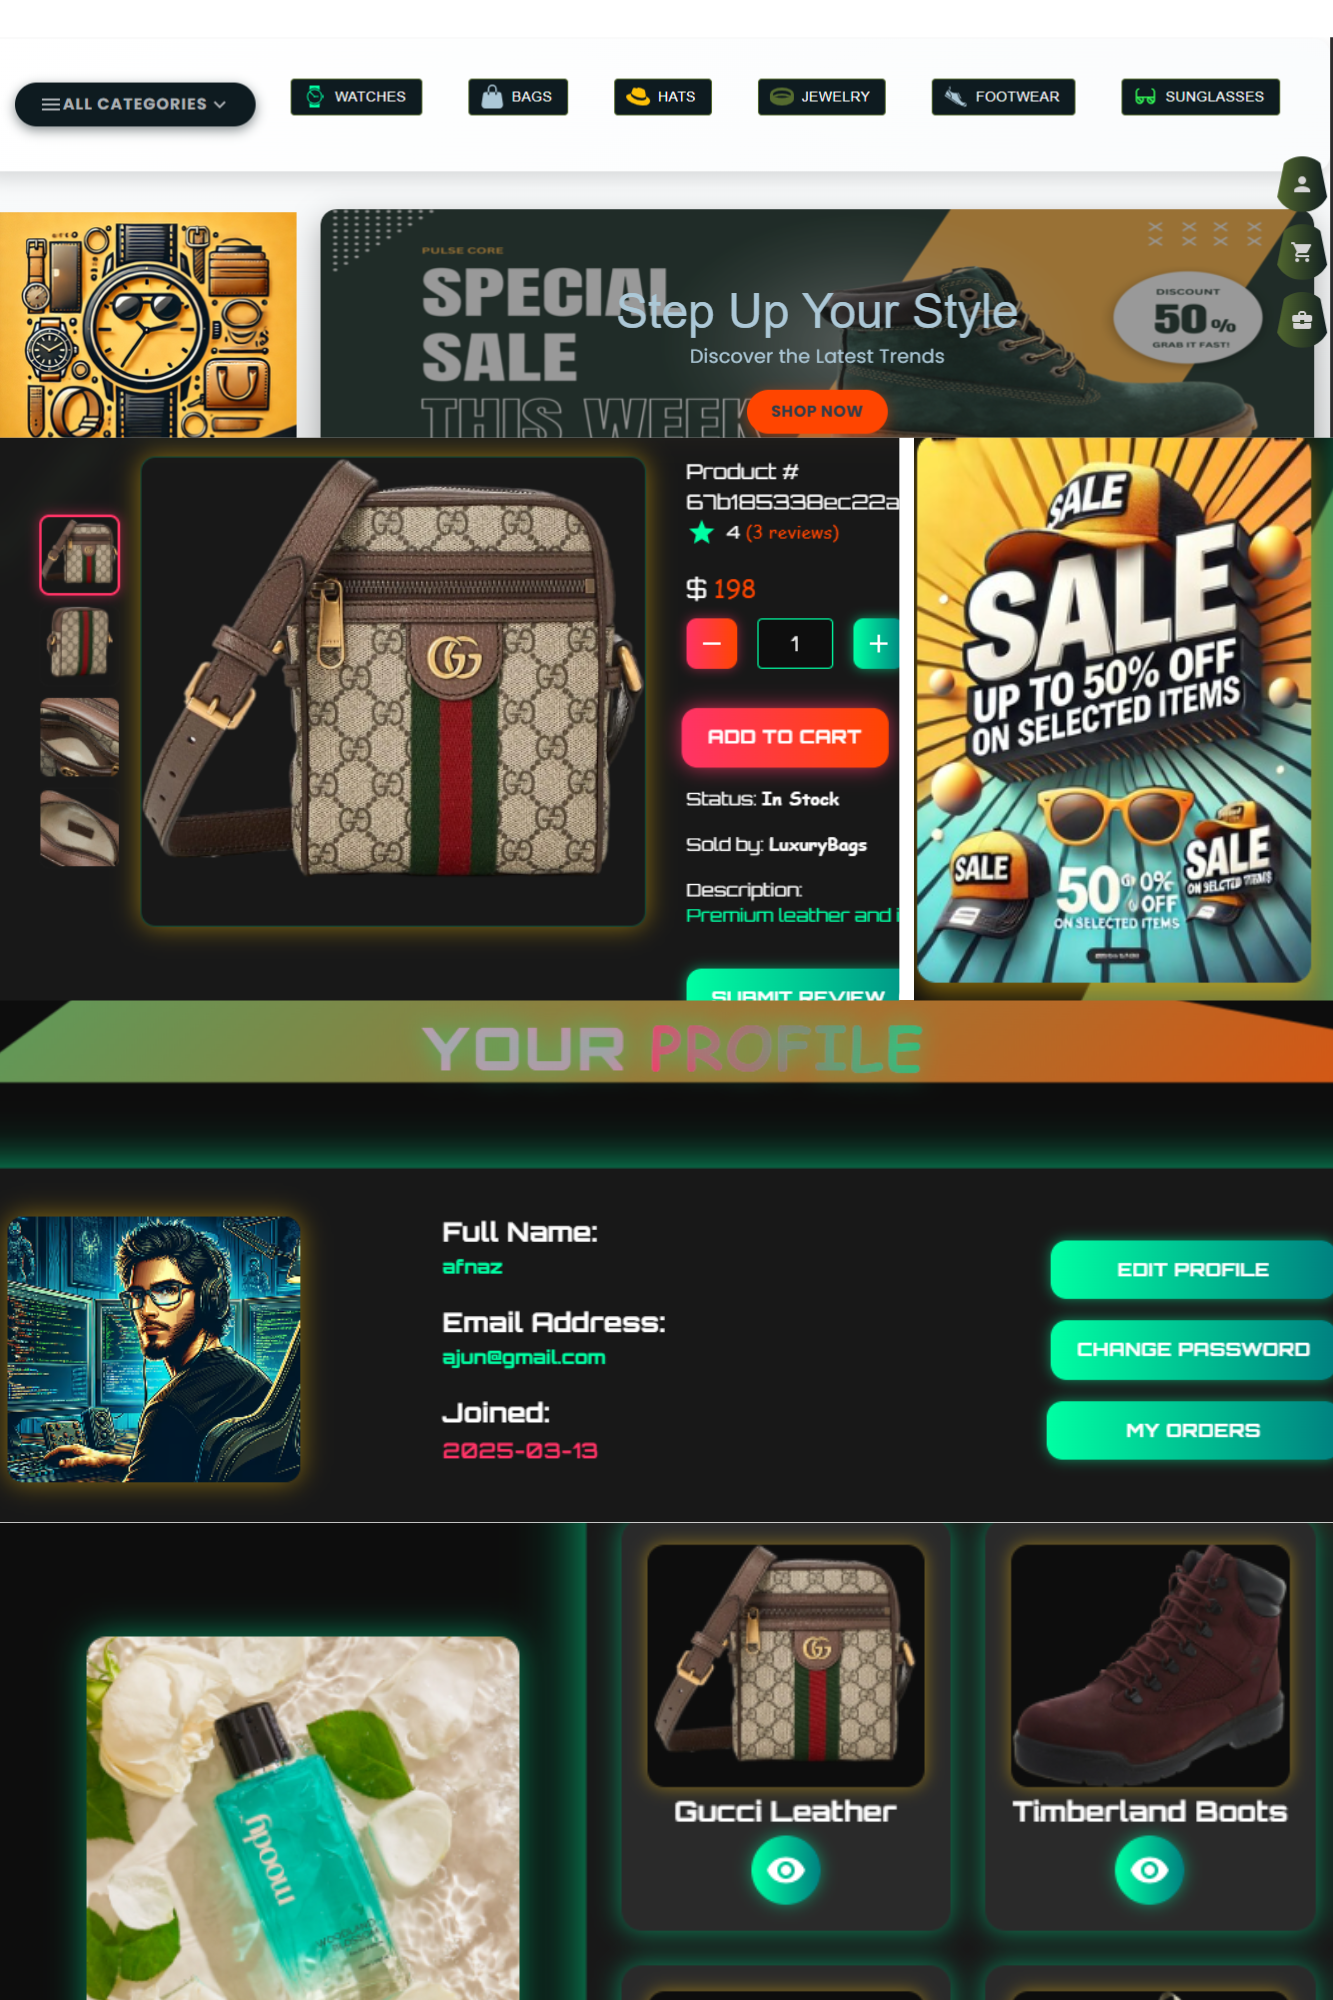 ALL CATEGORIES
WATCHES
BAGS
HATS
JEWELRY
FOOTWEAR
SUNGLASSES
PULSE CORE
SPECIAL
SALE
THIS WEEK
Step Up Your Style
Discover the Latest Trends
SHOP NOW
DISCOUNT
50%
GRAB IT FAST!
Product #
67b185338ec22a
4 (3 reviews)
$ 198
1
ADD TO CART
Status: In Stock
Sold by: LuxuryBags
Description:
Premium leather and
SUBMIT REVIEW
SALE
SALE
UP TO 50% OFF
ON SELECTED ITEMS
SALE
50 0%
OFF
ON SELECTED ITEMS
SALE
YOUR PROFILE
Full Name:
afnaz
Email Address:
ajun@gmail.com
Joined:
2025-03-13
EDIT PROFILE
CHANGE PASSWORD
MY ORDERS
moody
WOODLAND
Gucci Leather
Timberland Boots